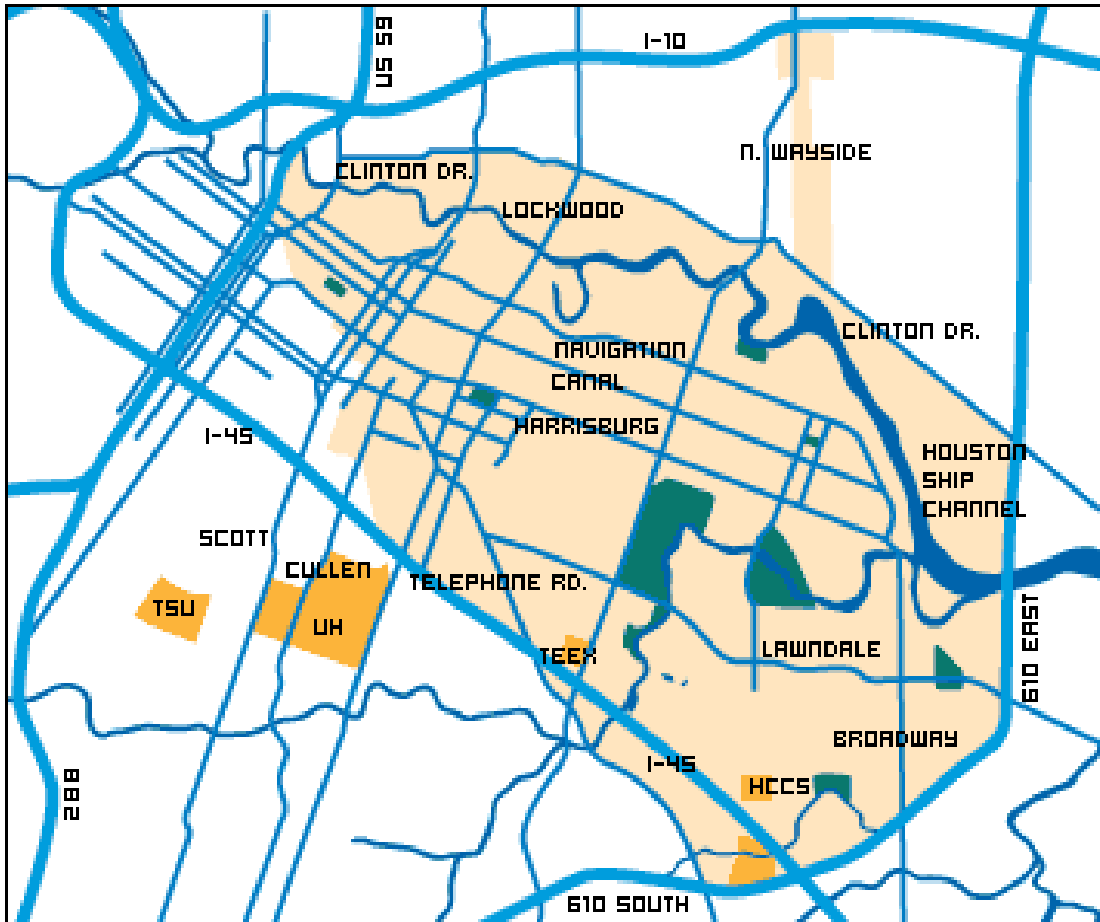 US 59
I-10
N. WAYSIDE
CLINTON DR.
LOCKWOOD
CLINTON DR.
NAVIGATION
CANAL
HARRISBURG
I-45
HOUSTON
SHIP
CHANNEL
SCOTT
CULLEN
TELEPHONE RD.
TSU
UH
TEEX
LAWNDALE
610 EAST
BROADWAY
I-45
HCCS
288
610 SOUTH